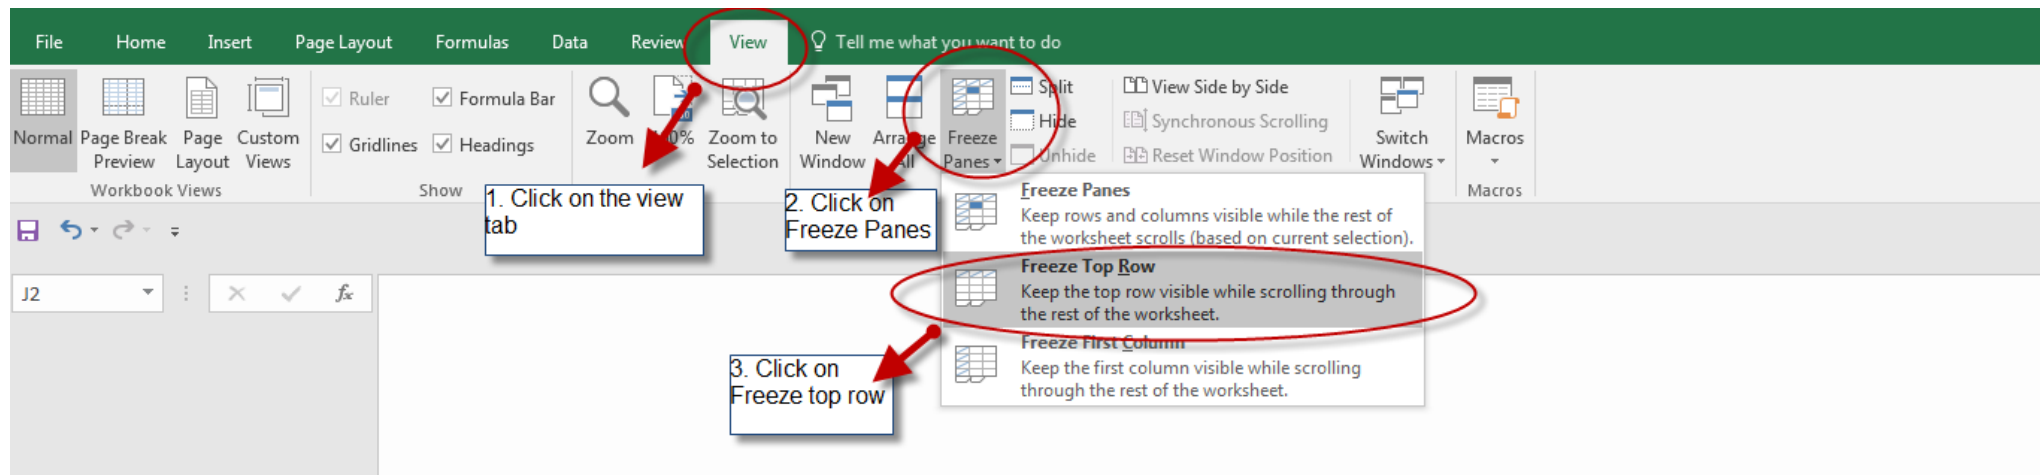 File Home Insert Page Layout Formulas Data Review View Tell me what you want to do
Normal Page Break Preview Page Layout Custom Views
Workbook Views
Ruler Formula Bar
Gridlines Headings
Show
Zoom Zoom to Selection
New Window Arrange All Freeze Panes
Split
Hide
Unhide
View Side by Side
Synchronous Scrolling
Reset Window Position
Switch Windows
Macros
Macros
1. Click on the view
tab
2. Click on
Freeze Panes
Freeze Panes
Keep rows and columns visible while the rest of
the worksheet scrolls (based on current selection).
Freeze Top Row
Keep the top row visible while scrolling through
the rest of the worksheet.
Freeze First Column
Keep the first column visible while scrolling
through the rest of the worksheet.
J2 fx
3. Click on
Freeze top row